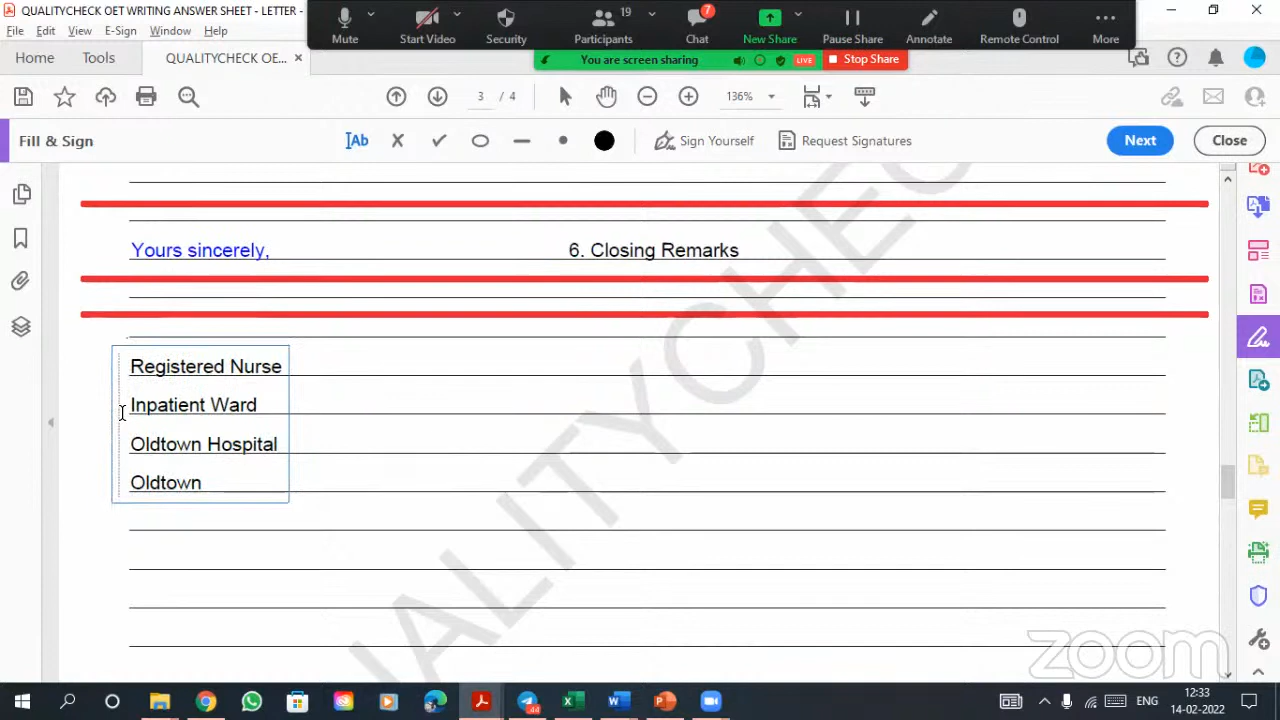 QUALITYCHECK OET WRITING ANSWER SHEET - LETTER -
File Edit View E-Sign Window Help
Mute
Start Video
Security
19
Participants
7
Chat
New Share
Pause Share
Annotate
Remote Control
More
You are screen sharing
LIVE
Stop Share
Home Tools QUALITYCHECK OE...
3 / 4
136%
Fill & Sign
Ab
Sign Yourself
Request Signatures
Next
Close
Yours sincerely,
6. Closing Remarks
Registered Nurse
Inpatient Ward
Oldtown Hospital
Oldtown
QUALITYCHEC
zoom
44
ENG
12:33
14-02-2022